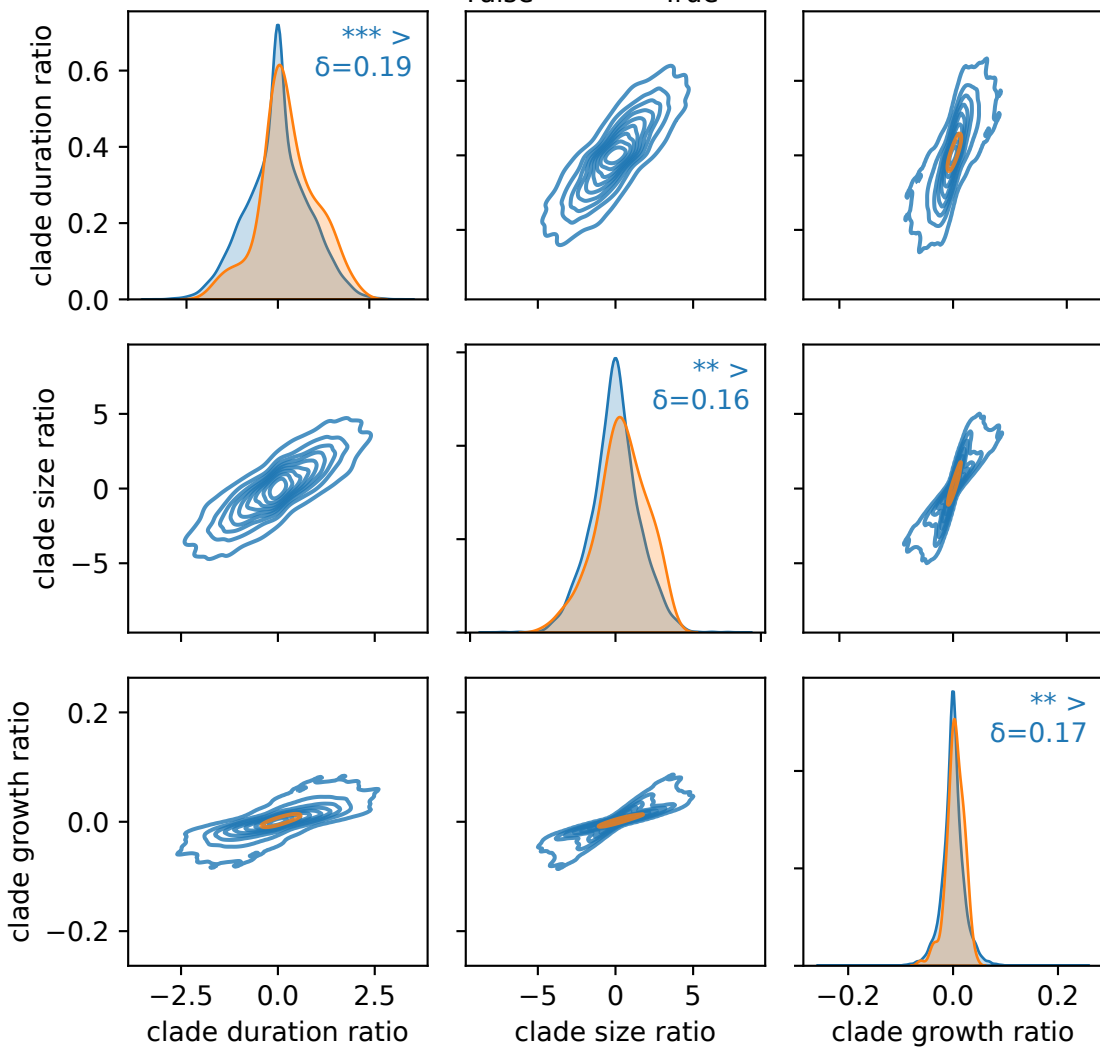 False True
*** >
δ=0.19
clade duration ratio
0.6
0.4
0.2
0.0
** >
δ=0.16
clade size ratio
5
0
−5
** >
δ=0.17
clade growth ratio
0.2
0.0
−0.2
−2.5 0.0 2.5
−5 0 5
−0.2 0.0 0.2
clade duration ratio
clade size ratio
clade growth ratio